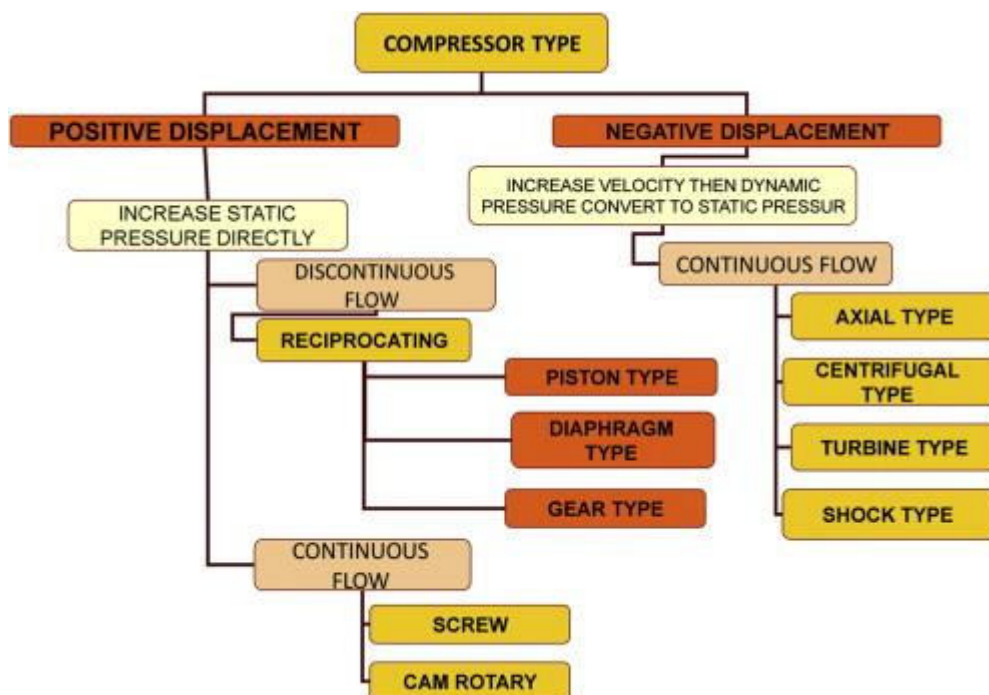 COMPRESSOR TYPE
POSITIVE DISPLACEMENT
INCREASE STATIC
PRESSURE DIRECTLY
DISCONTINUOUS
FLOW
RECIPROCATING
PISTON TYPE
DIAPHRAGM
TYPE
GEAR TYPE
CONTINUOUS
FLOW
SCREW
CAM ROTARY
NEGATIVE DISPLACEMENT
INCREASE VELOCITY THEN DYNAMIC
PRESSURE CONVERT TO STATIC PRESSUR
CONTINUOUS FLOW
AXIAL TYPE
CENTRIFUGAL
TYPE
TURBINE TYPE
SHOCK TYPE